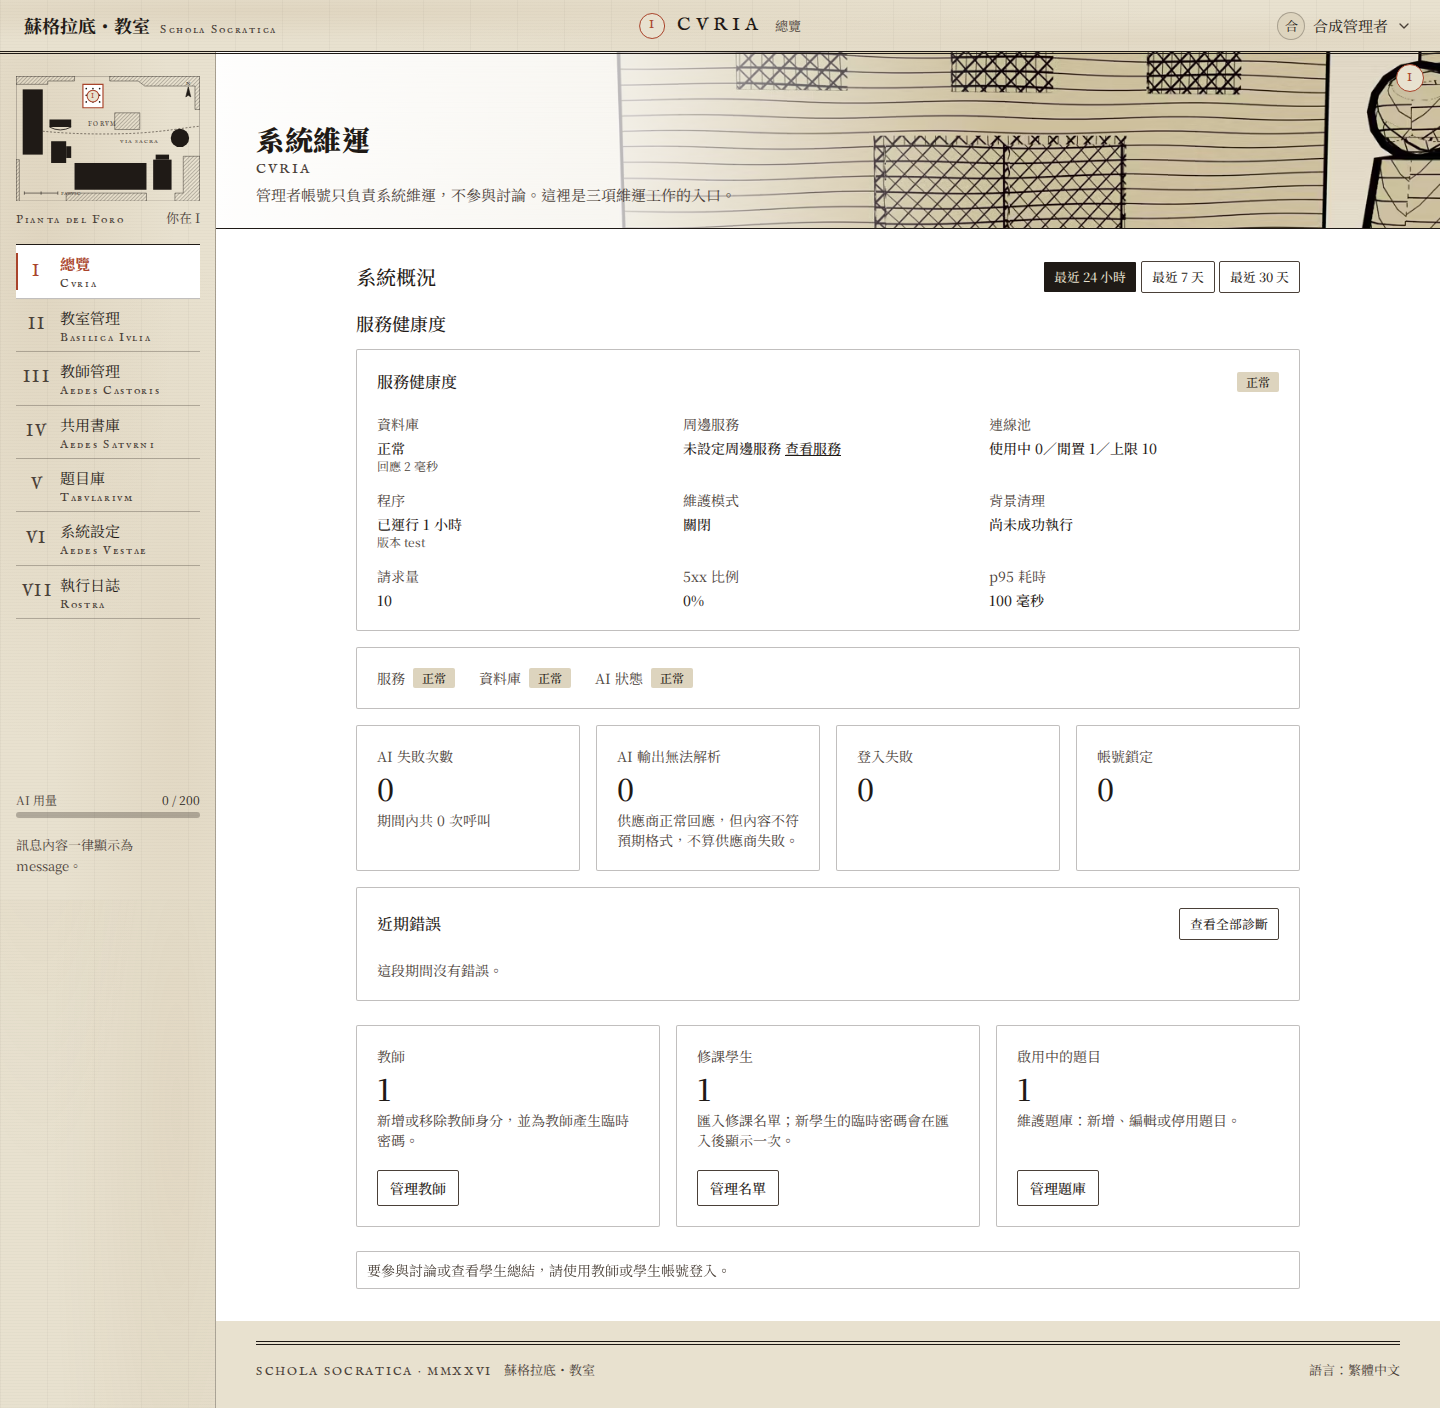 蘇格拉底・教室 SCHOLA SOCRATICA
I CVRIA 總覽
合 合成管理者
I
FORVM
VIA SACRA
PIANTA DEL FORO 你在 I
I 總覽
CVRIA
II 教室管理
BASILICA IVLIA
III 教師管理
AEDES CASTORIS
IV 共用書庫
AEDES SATVRNI
V 題目庫
TABVLARIVM
VI 系統設定
AEDES VESTAE
VII 執行日誌
ROSTRA
AI 用量 0 / 200
訊息內容一律顯示為
message。
系統維運
CVRIA
管理者帳號只負責系統維運，不參與討論。這裡是三項維運工作的入口。
I
系統概況 最近 24 小時 最近 7 天 最近 30 天
服務健康度
服務健康度 正常
資料庫 周邊服務 連線池
正常 未設定周邊服務 查看服務 使用中 0／閒置 1／上限 10
回應 2 毫秒
程序 維護模式 背景清理
已運行 1 小時 關閉 尚未成功執行
版本 test
請求量 5xx 比例 p95 耗時
10 0% 100 毫秒
服務 正常 資料庫 正常 AI 狀態 正常
AI 失敗次數 AI 輸出無法解析 登入失敗 帳號鎖定
0 0 0 0
期間內共 0 次呼叫 供應商正常回應，但內容不符
預期格式，不算供應商失敗。
近期錯誤 查看全部診斷
這段期間沒有錯誤。
教師 修課學生 啟用中的題目
1 1 1
新增或移除教師身分，並為教師產生臨時 匯入修課名單；新學生的臨時密碼會在匯 維護題庫：新增、編輯或停用題目。
密碼。 入後顯示一次。
管理教師 管理名單 管理題庫
要參與討論或查看學生總結，請使用教師或學生帳號登入。
SCHOLA SOCRATICA · MMXXVI 蘇格拉底・教室 語言：繁體中文